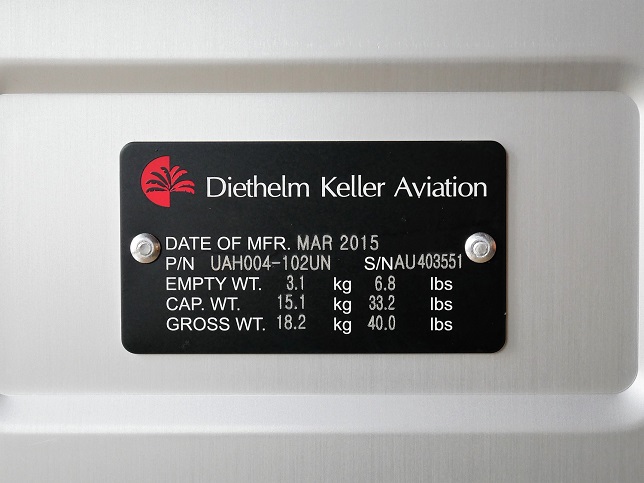 Diethelm Keller Aviation
DATE OF MFR. MAR 2015
P/N UAH004-102UN S/N AU403551
EMPTY WT. 3.1 kg 6.8 lbs
CAP. WT. 15.1 kg 33.2 lbs
GROSS WT. 18.2 kg 40.0 lbs